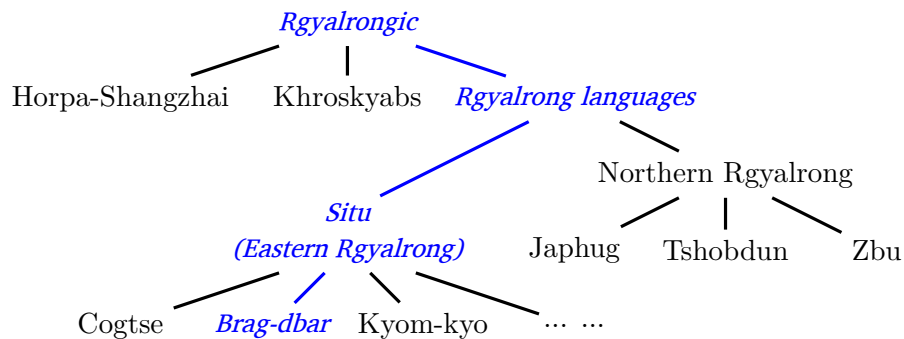 Rgyalrongic
Horpa-Shangzhai Khroskyabs Rgyalrong languages
Northern Rgyalrong
Situ
(Eastern Rgyalrong) Japhug Tshobdun Zbu
Cogtse Brag-dbar Kyom-kyo ... ...